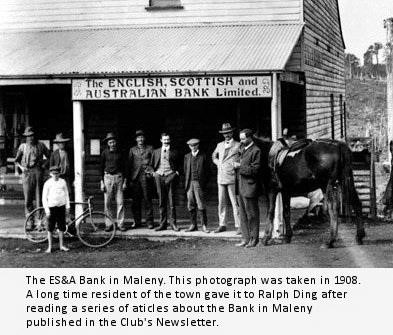 The ENGLISH, SCOTTISH and
AUSTRALIAN BANK Limited.
The ES&A Bank in Maleny. This photograph was taken in 1908.
A long time resident of the town gave it to Ralph Ding after
reading a series of aticles about the Bank in Maleny
published in the Club's Newsletter.